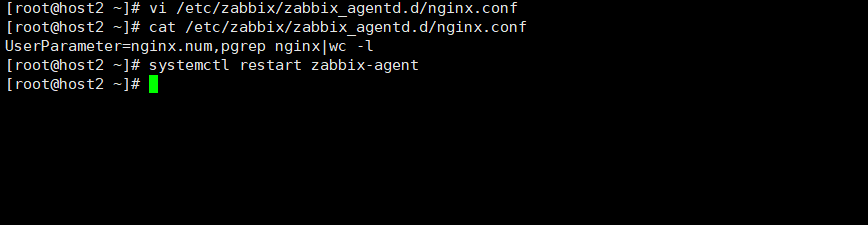 [root@host2 ~]# vi /etc/zabbix/zabbix_agentd.d/nginx.conf
[root@host2 ~]# cat /etc/zabbix/zabbix_agentd.d/nginx.conf
UserParameter=nginx.num,pgrep nginx|wc -l
[root@host2 ~]# systemctl restart zabbix-agent
[root@host2 ~]#